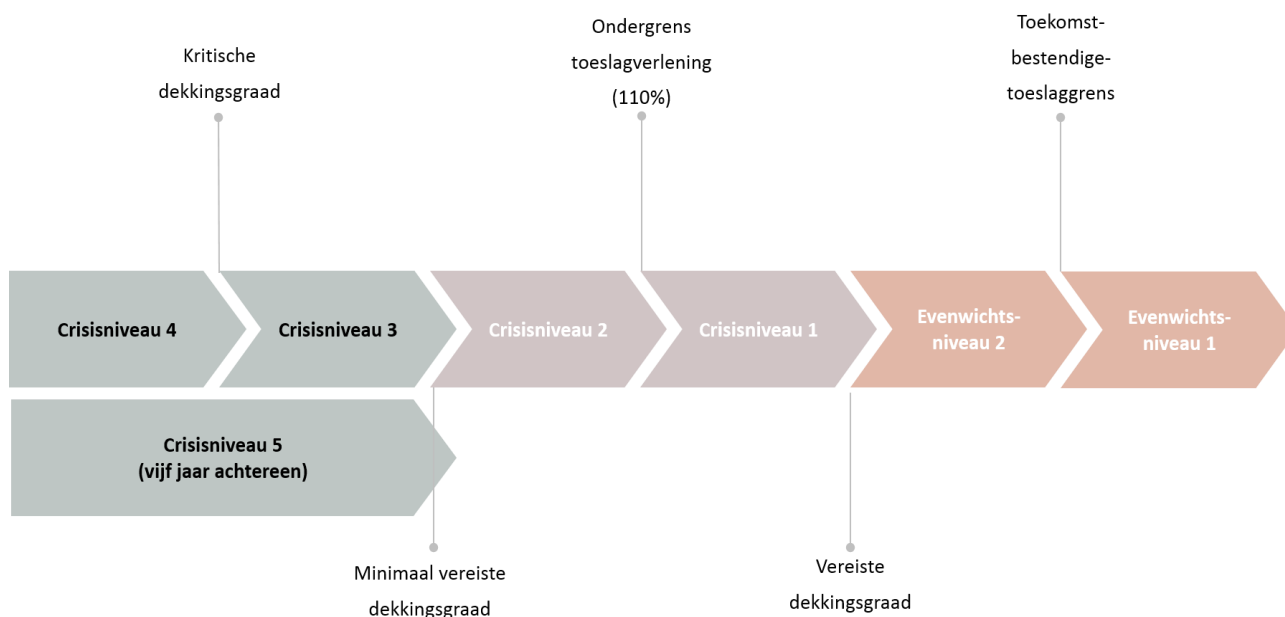 Kritische
dekkingsgraad
Ondergrens
toeslagverlening
(110%)
Toekomst-
bestendige-
toeslaggrens
Crisisniveau 4
Crisisniveau 3
Crisisniveau 2
Crisisniveau 1
Evenwichts-
niveau 2
Evenwichts-
niveau 1
Crisisniveau 5
(vijf jaar achtereen)
Minimaal vereiste
dekkingsgraad
Vereiste
dekkingsgraad